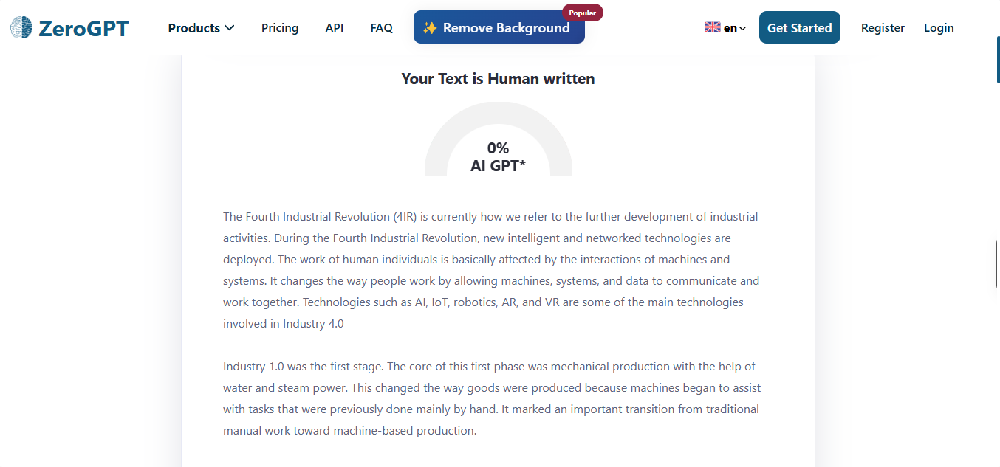 ZeroGPT
Products
Pricing
API
FAQ
✨ Remove Background
Popular
en
Get Started
Register
Login
Your Text is Human written
0%
AI GPT*
The Fourth Industrial Revolution (4IR) is currently how we refer to the further development of industrial
activities. During the Fourth Industrial Revolution, new intelligent and networked technologies are
deployed. The work of human individuals is basically affected by the interactions of machines and
systems. It changes the way people work by allowing machines, systems, and data to communicate and
work together. Technologies such as AI, IoT, robotics, AR, and VR are some of the main technologies
involved in Industry 4.0
Industry 1.0 was the first stage. The core of this first phase was mechanical production with the help of
water and steam power. This changed the way goods were produced because machines began to assist
with tasks that were previously done mainly by hand. It marked an important transition from traditional
manual work toward machine-based production.